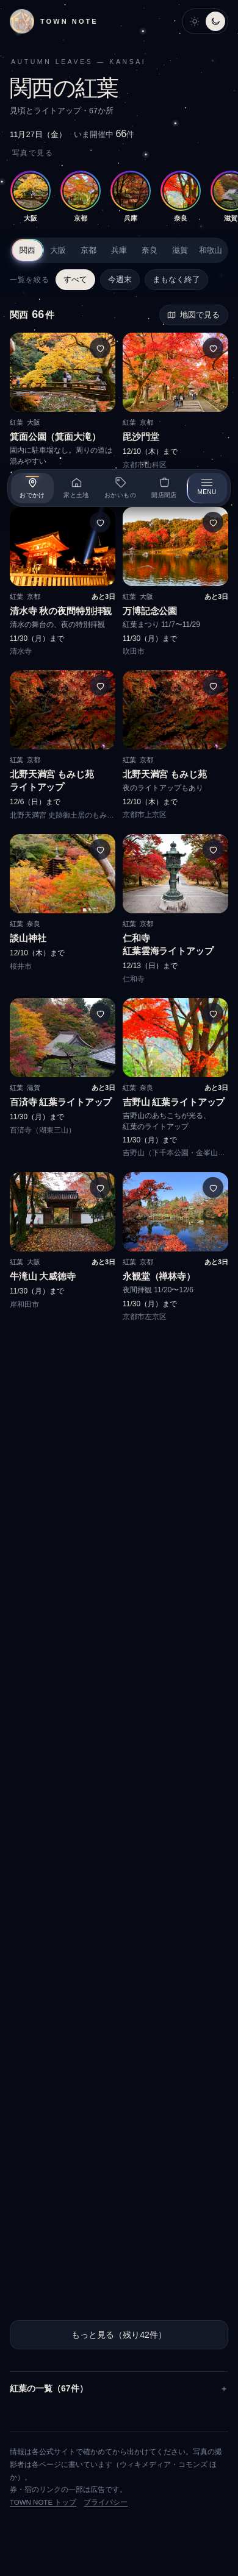 TOWN NOTE
AUTUMN LEAVES — KANSAI
関西の紅葉
見頃とライトアップ・67か所
11月27日（金） いま開催中 66件
写真で見る
大阪 京都 兵庫 奈良 滋賀
関西 大阪 京都 兵庫 奈良 滋賀 和歌山
一覧を絞る すべて 今週末 まもなく終了
関西 66件 地図で見る
紅葉 大阪
箕面公園（箕面大滝）
園内に駐車場なし。周りの道は
混みやすい
紅葉 京都
毘沙門堂
12/10（木）まで
京都市山科区
おでかけ 家と土地 おかいもの 開店閉店 MENU
紅葉 京都 あと3日
清水寺 秋の夜間特別拝観
清水の舞台の、夜の特別拝観
11/30（月）まで
清水寺
紅葉 大阪 あと3日
万博記念公園
紅葉まつり 11/7〜11/29
11/30（月）まで
吹田市
紅葉 京都
北野天満宮 もみじ苑
ライトアップ
12/6（日）まで
北野天満宮 史跡御土居のもみ…
紅葉 京都
北野天満宮 もみじ苑
夜のライトアップもあり
12/10（木）まで
京都市上京区
紅葉 奈良
談山神社
12/10（木）まで
桜井市
紅葉 京都
仁和寺
紅葉雲海ライトアップ
12/13（日）まで
仁和寺
紅葉 滋賀 あと3日
百済寺 紅葉ライトアップ
11/30（月）まで
百済寺（湖東三山）
紅葉 奈良 あと3日
吉野山 紅葉ライトアップ
吉野山のあちこちが光る、
紅葉のライトアップ
11/30（月）まで
吉野山（下千本公園・金峯山…
紅葉 大阪 あと3日
牛滝山 大威徳寺
11/30（月）まで
岸和田市
紅葉 京都 あと3日
永観堂（禅林寺）
夜間拝観 11/20〜12/6
11/30（月）まで
京都市左京区
もっと見る（残り42件）
紅葉の一覧（67件） +
情報は各公式サイトで確かめてから出かけてください。写真の撮
影者は各ページに書いています（ウィキメディア・コモンズ ほ
か）。
券・宿のリンクの一部は広告です。
TOWN NOTE トップ プライバシー